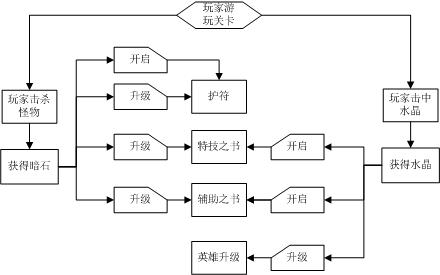 玩家游
玩关卡
开启
玩家击杀
怪物
升级
护符
玩家击中
水晶
获得暗石
升级
特技之书
开启
获得水晶
升级
辅助之书
开启
英雄升级
升级